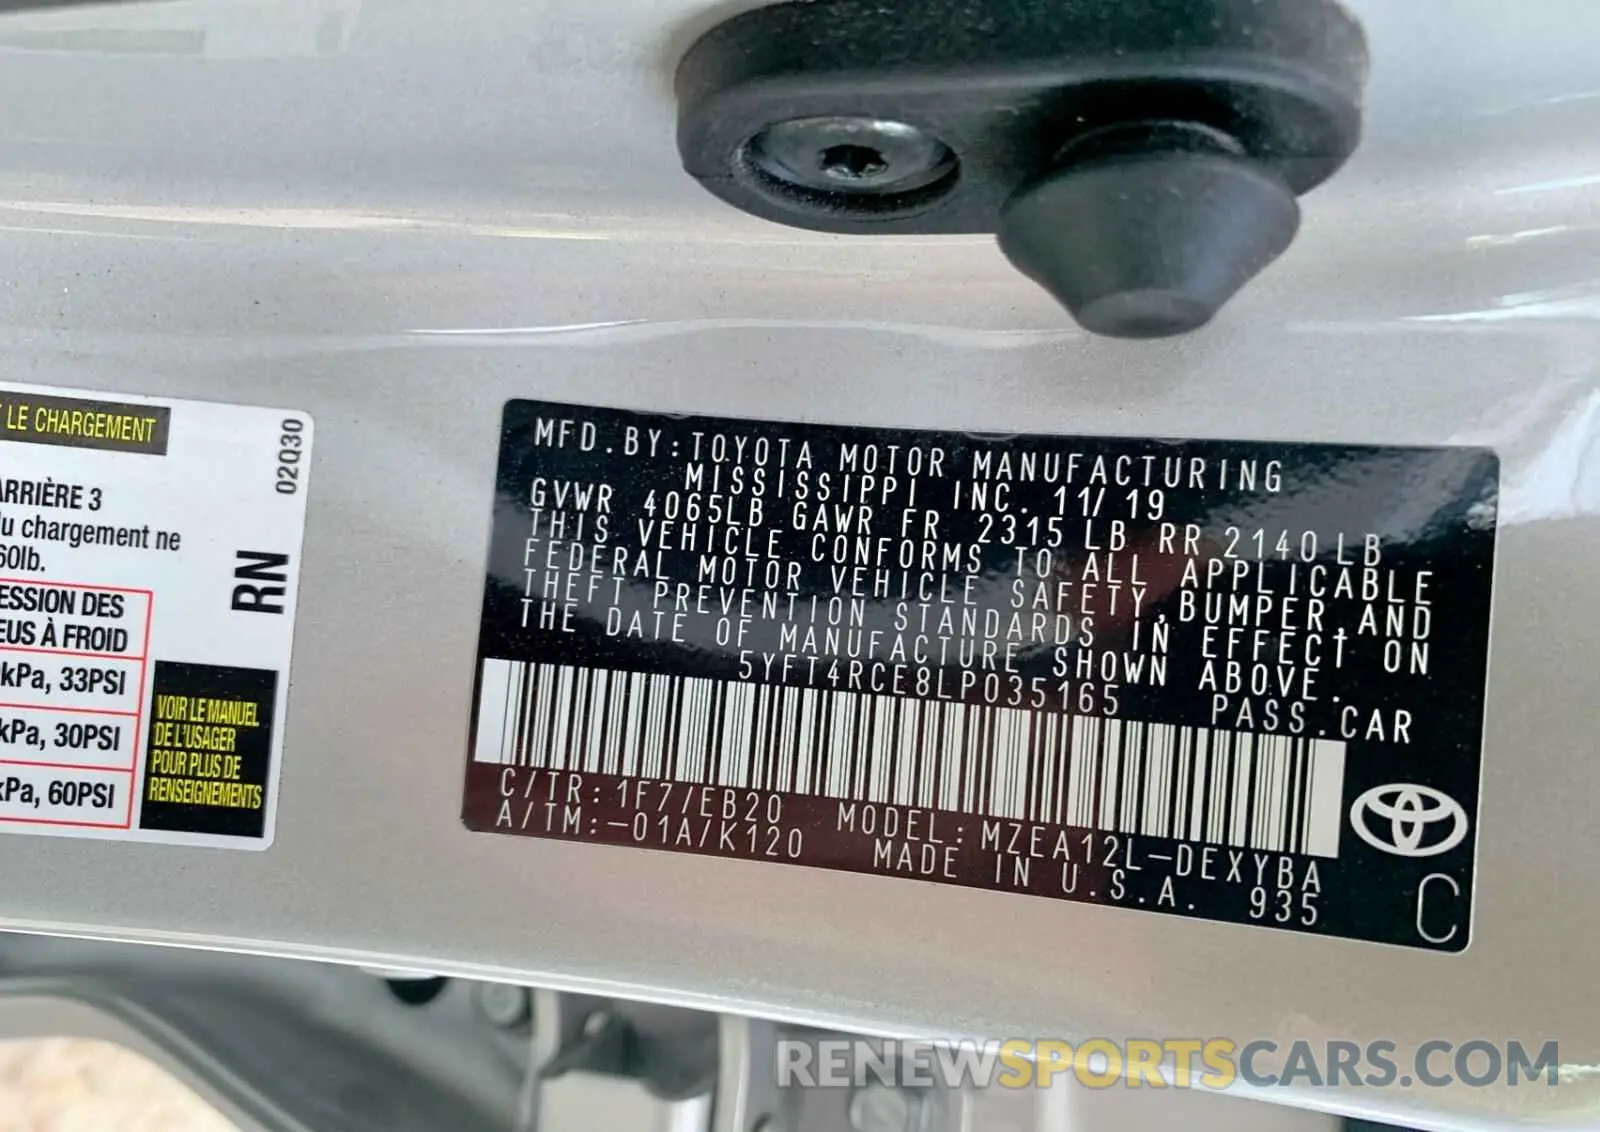 T LE CHARGEMENT
02Q30
ARRIÈRE 3
du chargement ne
60lb.
RN
ESSION DES
EUS À FROID
kPa, 33PSI
kPa, 30PSI
kPa, 60PSI
VOIR LE MANUEL
DE L'USAGER
POUR PLUS DE
RENSEIGNEMENTS
MFD.BY:TOYOTA MOTOR MANUFACTURING
MISSISSIPPI INC. 11/19
GVWR 4065LB GAWR FR 2315 LB RR 2140 LB
THIS VEHICLE CONFORMS TO ALL APPLICABLE
FEDERAL MOTOR VEHICLE SAFETY,BUMPER,AND
THEFT PREVENTION STANDARDS IN EFFECT ON
THE DATE OF MANUFACTURE SHOWN ABOVE.
5YFT4RCE8LP035165 PASS.CAR
C/TR:1F7/EB20 MODEL:MZEA12L-DEXYBA
A/TM:-01A/K120 MADE IN U.S.A. 935
C
RENEWSPORTSCARS.COM